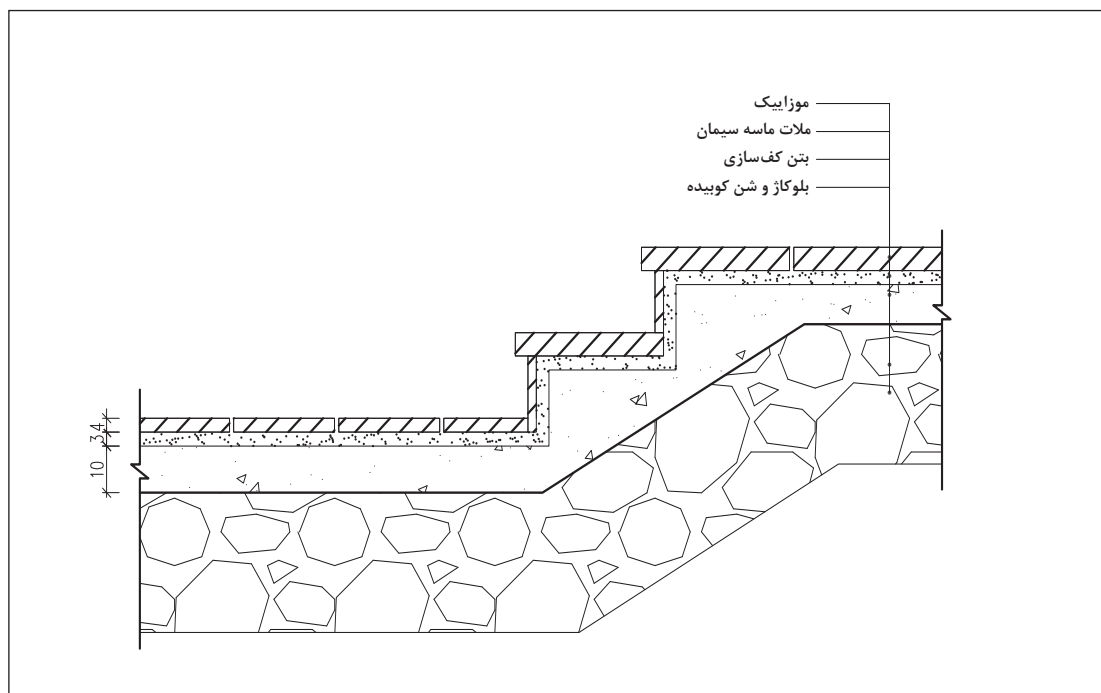 موزاییک
ملات ماسه سیمان
بتن کف‌سازی
بلوکاژ و شن کوبیده
3 4
10